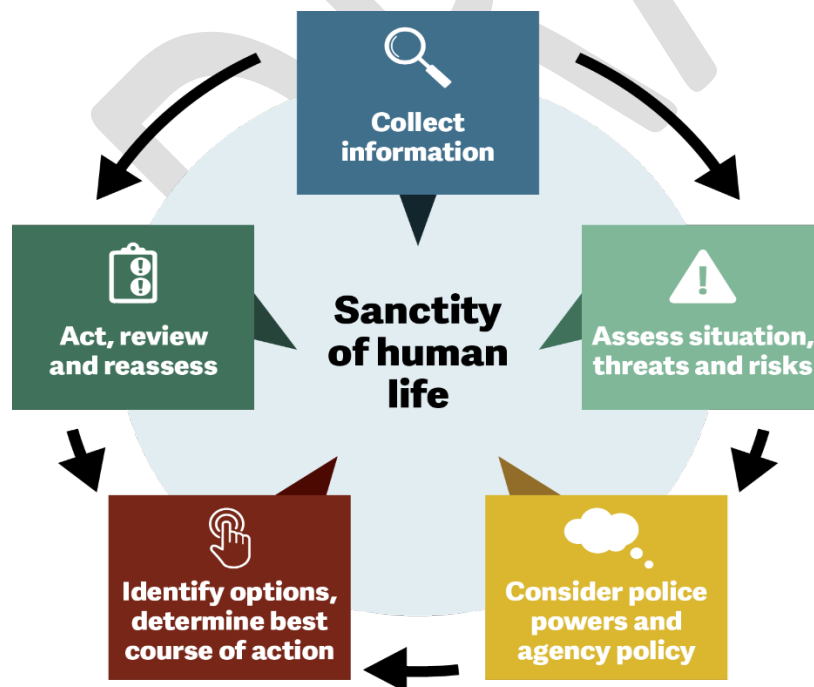 Collect
information
Assess situation,
threats and risks
Consider police
powers and
agency policy
Identify options,
determine best
course of action
Act, review
and reassess
Sanctity
of human
life